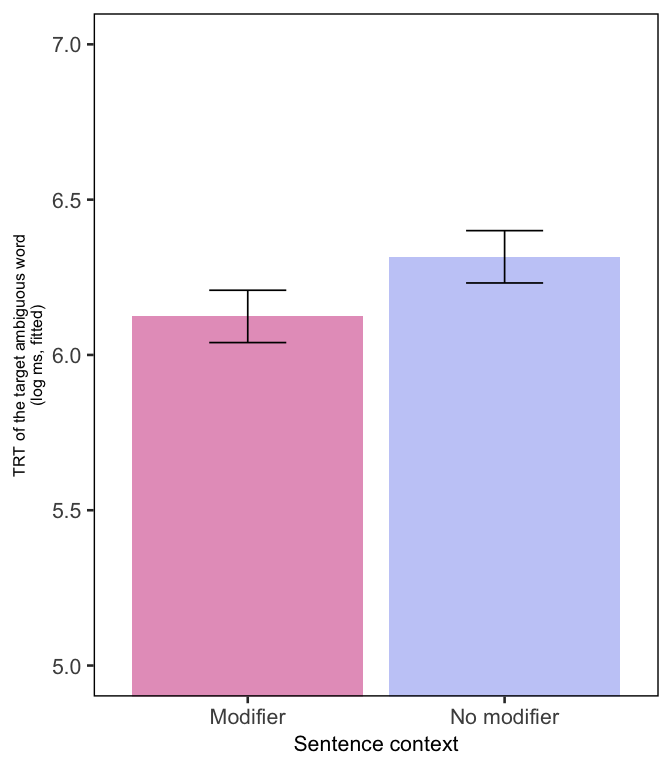 TRT of the target ambiguous word
(log ms, fitted)
7.0
6.5
6.0
5.5
5.0
Modifier
No modifier
Sentence context